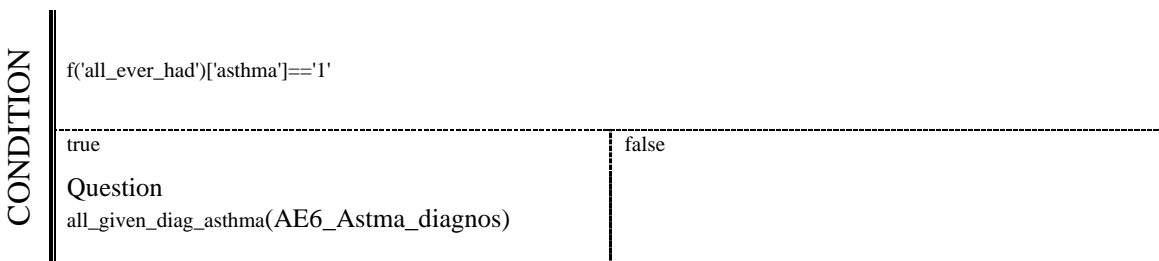 CONDITION
f('all_ever_had')['asthma']=='1'
true
false
Question
all_given_diag_asthma(AE6_Astma_diagnos)